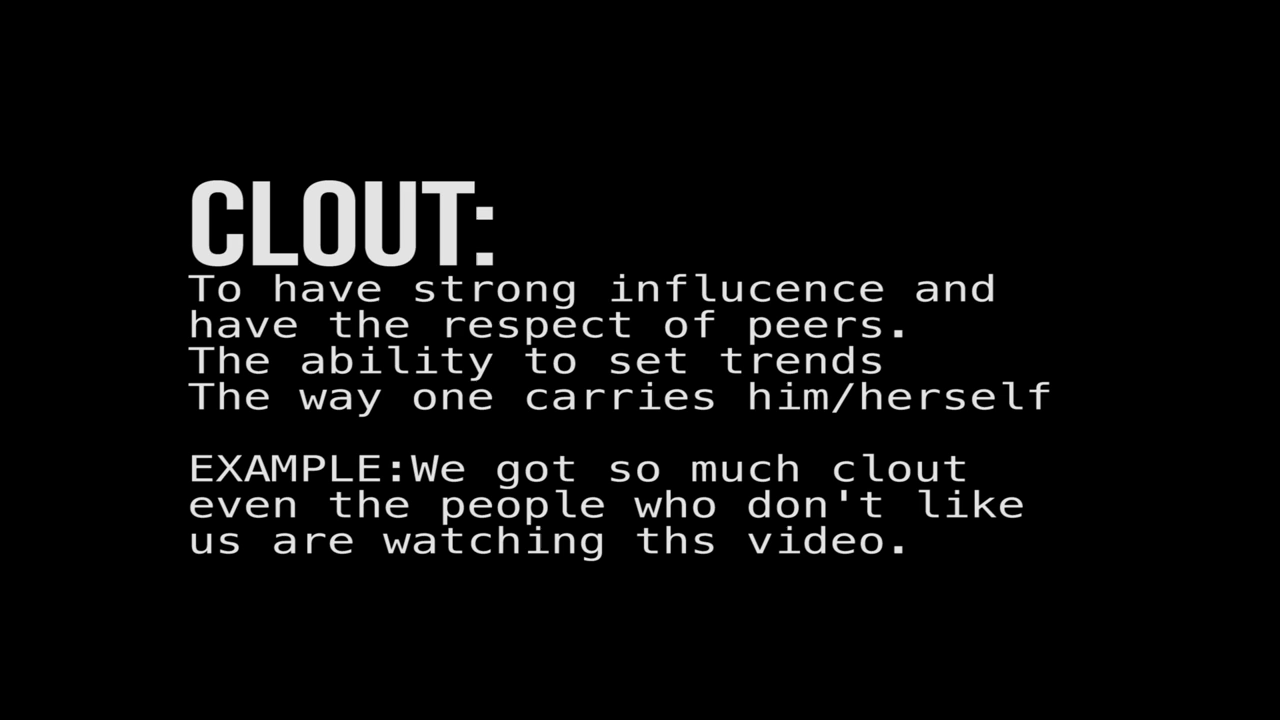 CLOUT:
To have strong influcence and
have the respect of peers.
The ability to set trends
The way one carries him/herself
EXAMPLE:We got so much clout
even the people who don't like
us are watching ths video.